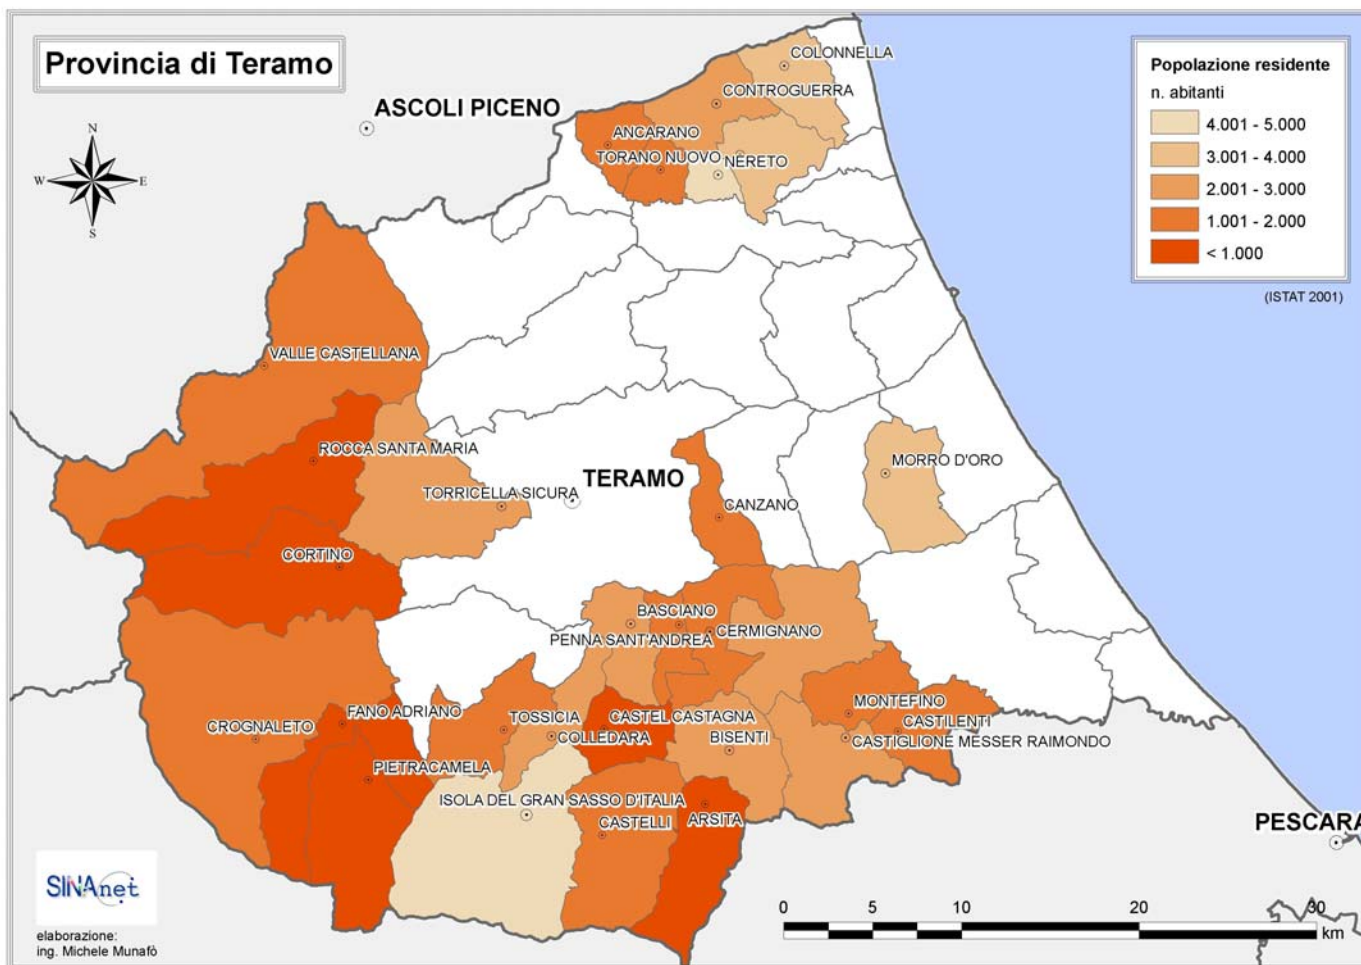 Provincia di Teramo
COLONNELLA
CONTROGUERRA
ASCOLI PICENO
ANCARANO
TORANO NUOVO
NERETO
N
W
E
S
Popolazione residente
n. abitanti
4.001 - 5.000
3.001 - 4.000
2.001 - 3.000
1.001 - 2.000
< 1.000
(ISTAT 2001)
VALLE CASTELLANA
ROCCA SANTA MARIA
TORRICELLA SICURA
TERAMO
MORRO D'ORO
CANZANO
CORTINO
BASCIANO
PENNA SANT'ANDREA
CERMIGNANO
CROGNALETO
FANO ADRIANO
TOSSICIA
CASTEL CASTAGNA
COLLEDARA
BISENTI
MONTEFINO
CASTILENTI
CASTIGLIONE MESSER RAIMONDO
PIETRACAMELA
ISOLA DEL GRAN SASSO D'ITALIA
CASTELLI
ARSITA
PESCARA
SINAnet
elaborazione:
ing. Michele Munafò
0 5 10 20 30
km